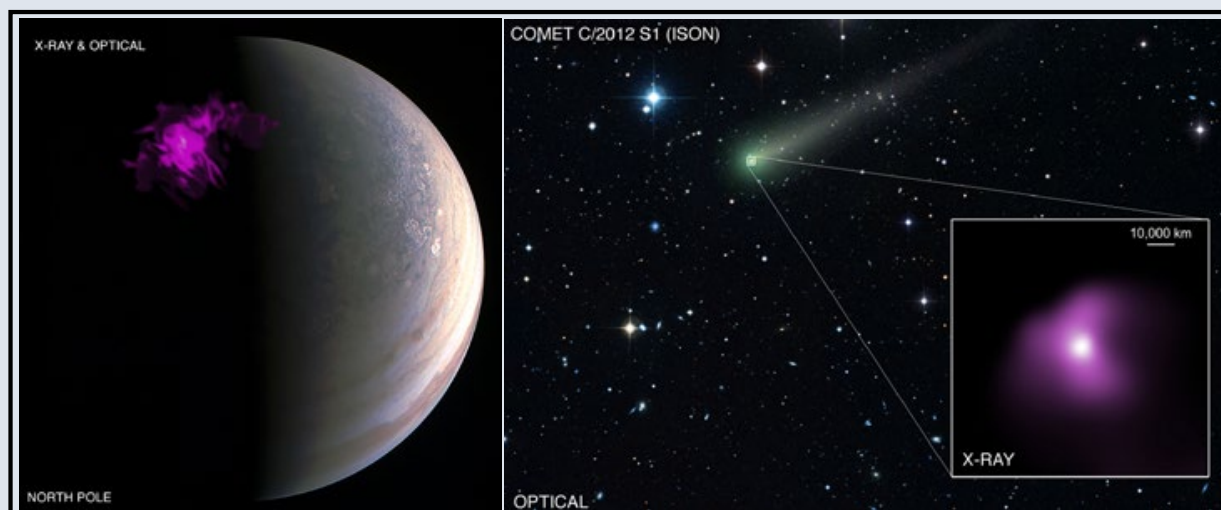 X-RAY & OPTICAL
NORTH POLE
COMET C/2012 S1 (ISON)
10,000 km
X-RAY
OPTICAL